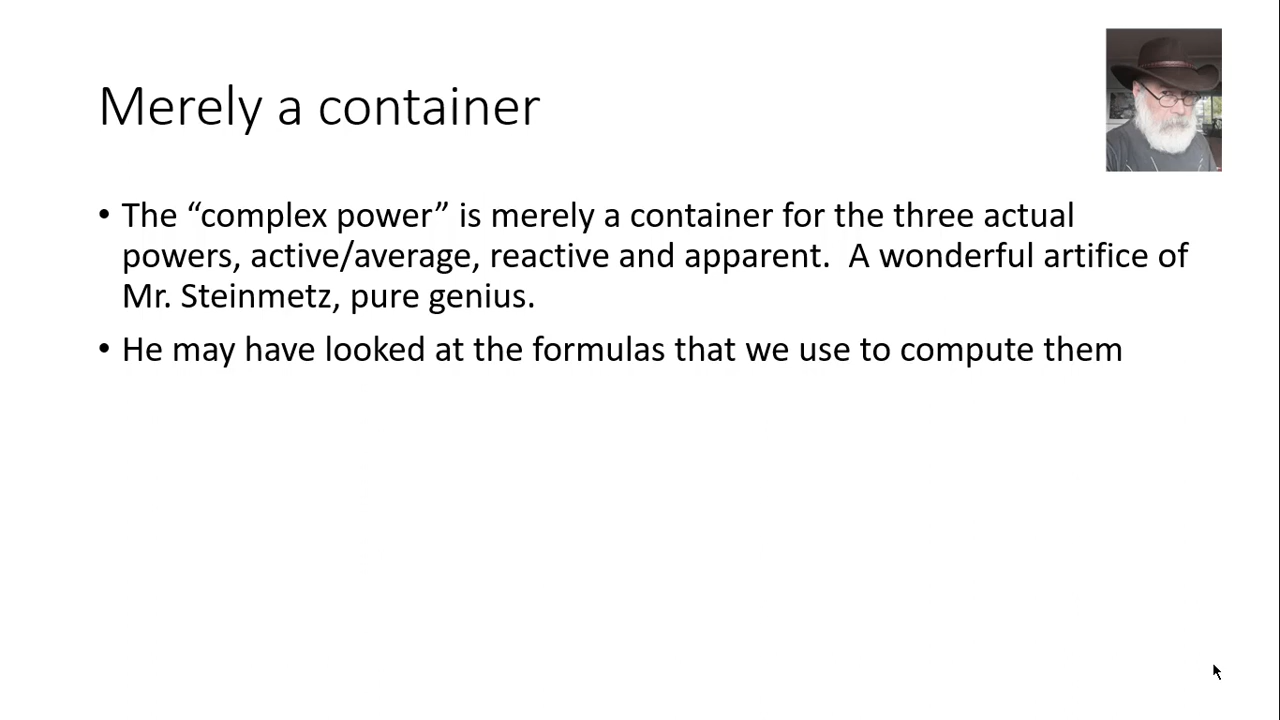 Merely a container
• The “complex power” is merely a container for the three actual
powers, active/average, reactive and apparent.  A wonderful artifice of
Mr. Steinmetz, pure genius.
• He may have looked at the formulas that we use to compute them